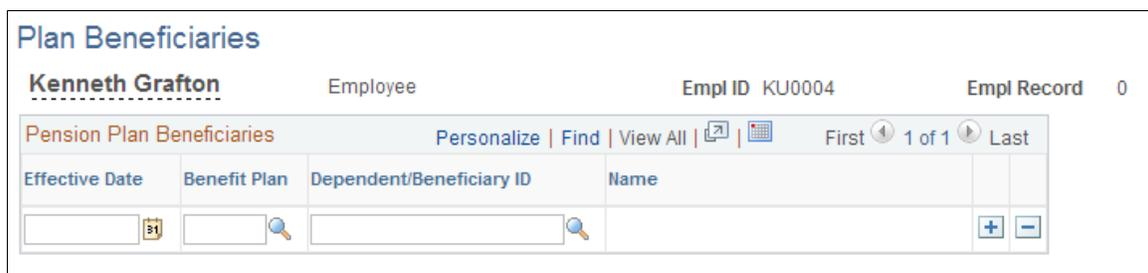 Plan Beneficiaries
Kenneth Grafton Employee Empl ID KU0004 Empl Record 0
Pension Plan Beneficiaries Personalize | Find | View All | | First 1 of 1 Last
Effective Date Benefit Plan Dependent/Beneficiary ID Name
31